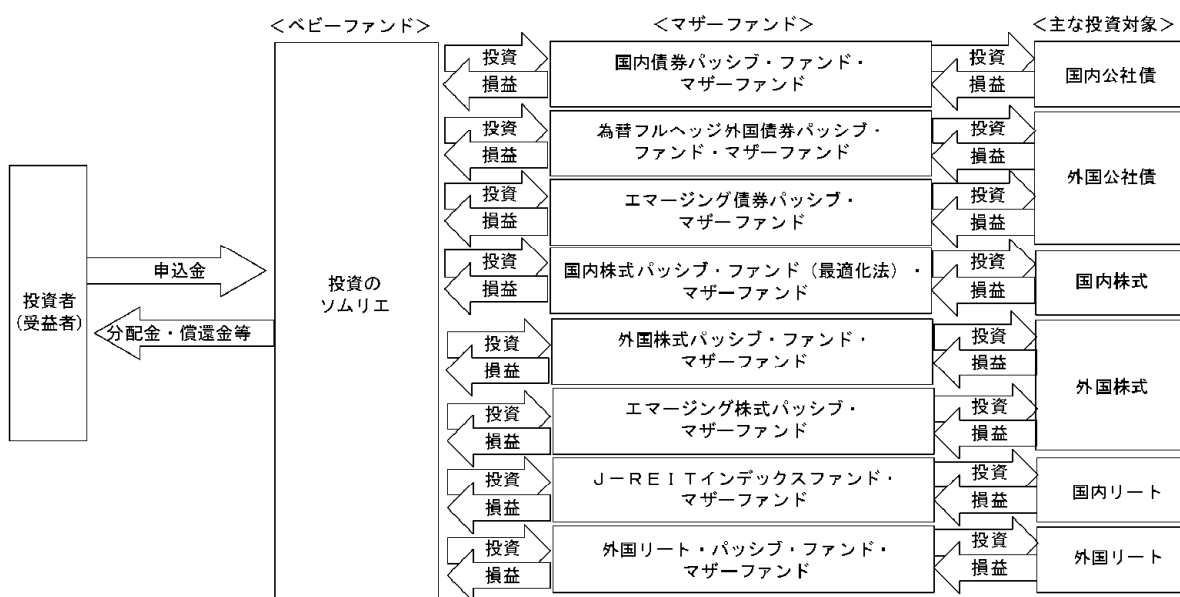 <ベビーファンド>
<マザーファンド>
<主な投資対象>
投資者
(受益者)
申込金
分配金・償還金等
投資の
ソムリエ
投資
損益
国内債券パッシブ・ファンド・
マザーファンド
投資
損益
国内公社債
投資
損益
為替フルヘッジ外国債券パッシブ・
ファンド・マザーファンド
投資
損益
外国公社債
投資
損益
エマージング債券パッシブ・
マザーファンド
投資
損益
投資
損益
国内株式パッシブ・ファンド(最適化法)・
マザーファンド
投資
損益
国内株式
投資
損益
外国株式パッシブ・ファンド・
マザーファンド
投資
損益
外国株式
投資
損益
エマージング株式パッシブ・
マザーファンド
投資
損益
投資
損益
J-REITインデックスファンド・
マザーファンド
投資
損益
国内リート
投資
損益
外国リート・パッシブ・ファンド・
マザーファンド
投資
損益
外国リート